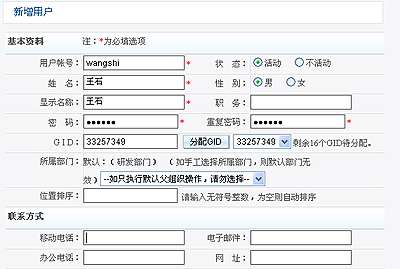 新增用户
基本资料 注：*为必填选项
用户帐号： wangshi * 状 态： 活动 不活动
姓 名： 王石 * 性 别： 男 女
显示名称： 王石 职 务：
密 码： ●●●●●● * 重复密码： ●●●●●● *
GID： 33257349 分配GID 33257349 剩余16个GID待分配。
所属部门： 默认：（ 研发部门） （ 如手工选择所属部门，则默认部门无
效） --如只执行默认父组织操作，请勿选择--
位置排序： 请输入无符号整数，为空则自动排序
联系方式
移动电话： 电子邮件：
办公电话： 网 址：